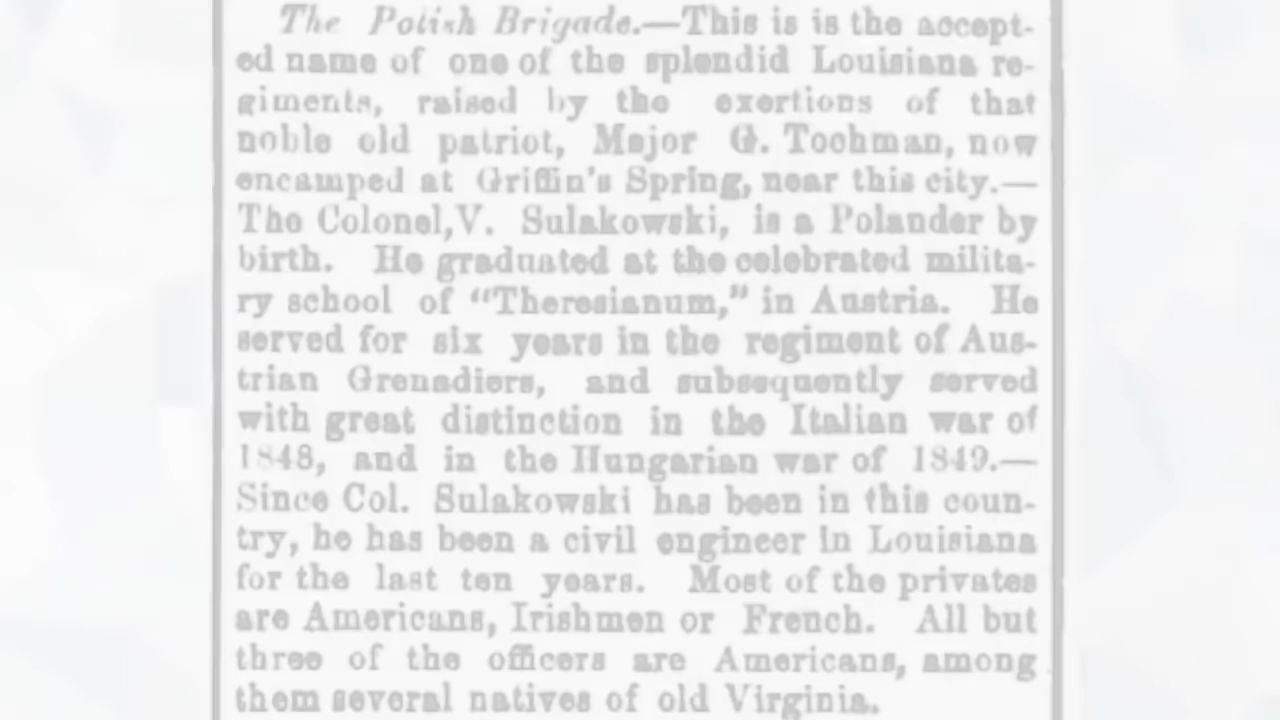 The Polish Brigade.—This is is the accept-
ed name of one of the splendid Louisiana re-
giments, raised by the exertions of that
noble old patriot, Major G. Tochman, now
encamped at Griffin's Spring, near this city.—
The Colonel, V. Sulakowski, is a Polander by
birth. He graduated at the celebrated milita-
ry school of “Theresianum,” in Austria. He
served for six years in the regiment of Aus-
trian Grenadiers, and subsequently served
with great distinction in the Italian war of
1848, and in the Hungarian war of 1849.—
Since Col. Sulakowski has been in this coun-
try, he has been a civil engineer in Louisiana
for the last ten years. Most of the privates
are Americans, Irishmen or French. All but
three of the officers are Americans, among
them several natives of old Virginia.